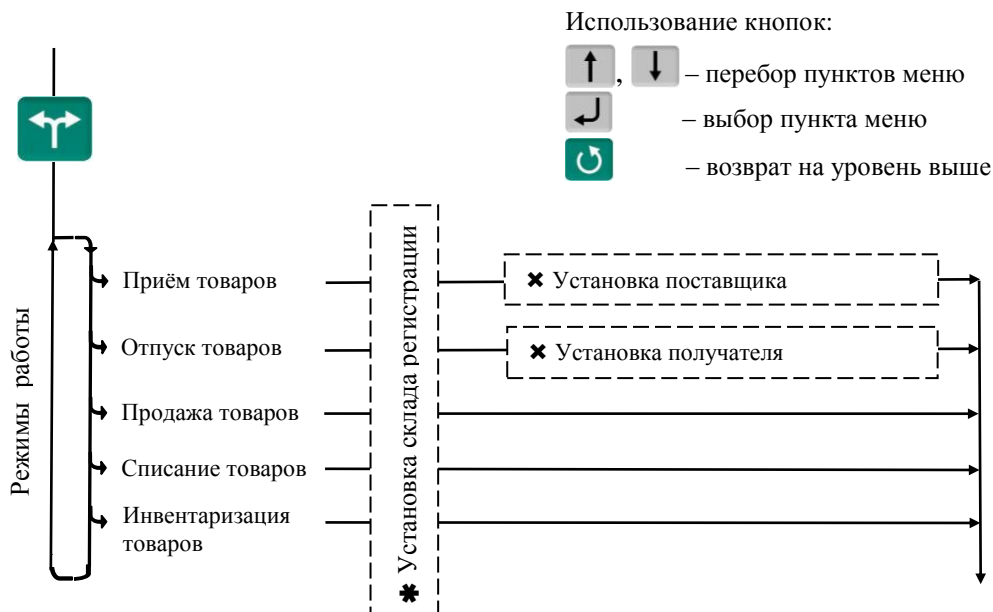 Использование кнопок:
, – перебор пунктов меню
– выбор пункта меню
– возврат на уровень выше
Режимы работы
Приём товаров
Отпуск товаров
Продажа товаров
Списание товаров
Инвентаризация
товаров
✱ Установка склада регистрации
✖ Установка поставщика
✖ Установка получателя